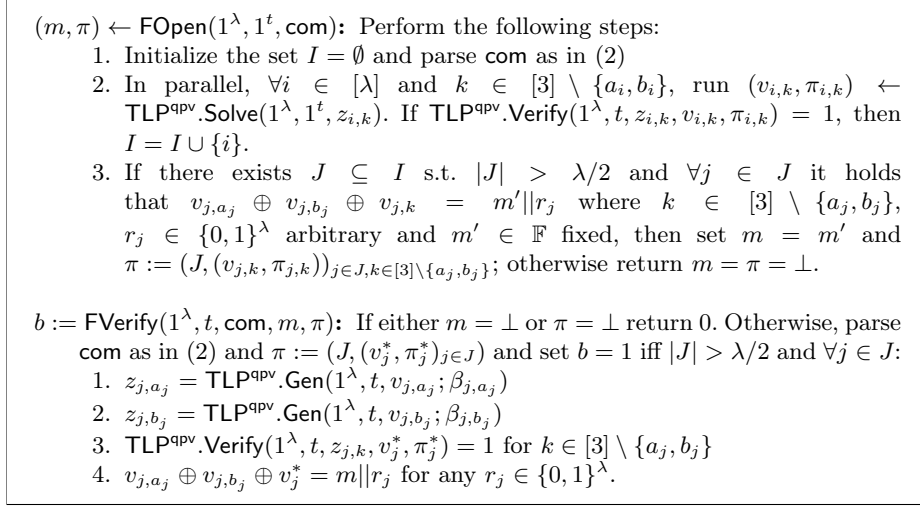 (m, π) ← FOpen(1^λ, 1^t, com): Perform the following steps:
1. Initialize the set I = ∅ and parse com as in (2)
2. In parallel, ∀i ∈ [λ] and k ∈ [3] \ {a_i, b_i}, run (v_{i,k}, π_{i,k}) ←
TLP^qpv.Solve(1^λ, 1^t, z_{i,k}). If TLP^qpv.Verify(1^λ, t, z_{i,k}, v_{i,k}, π_{i,k}) = 1, then
I = I ∪ {i}.
3. If there exists J ⊆ I s.t. |J| > λ/2 and ∀j ∈ J it holds
that v_{j,a_j} ⊕ v_{j,b_j} ⊕ v_{j,k} = m′||r_j where k ∈ [3] \ {a_j, b_j},
r_j ∈ {0, 1}^λ arbitrary and m′ ∈ 𝔽 fixed, then set m = m′ and
π := (J, (v_{j,k}, π_{j,k}))_{j∈J,k∈[3]\{a_j,b_j}}; otherwise return m = π = ⊥.
b := FVerify(1^λ, t, com, m, π): If either m = ⊥ or π = ⊥ return 0. Otherwise, parse
com as in (2) and π := (J, (v*_j, π*_j)_{j∈J}) and set b = 1 iff |J| > λ/2 and ∀j ∈ J:
1. z_{j,a_j} = TLP^qpv.Gen(1^λ, t, v_{j,a_j}; β_{j,a_j})
2. z_{j,b_j} = TLP^qpv.Gen(1^λ, t, v_{j,b_j}; β_{j,b_j})
3. TLP^qpv.Verify(1^λ, t, z_{j,k}, v*_j, π*_j) = 1 for k ∈ [3] \ {a_j, b_j}
4. v_{j,a_j} ⊕ v_{j,b_j} ⊕ v*_j = m||r_j for any r_j ∈ {0, 1}^λ.